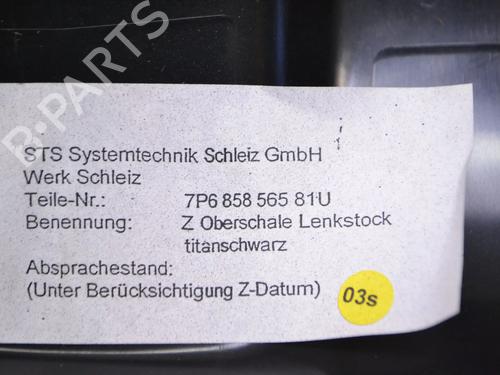 B-PARTS
STS Systemtechnik Schleiz GmbH
Werk Schleiz
Teile-Nr.: 7P6 858 565 81U
Benennung: Z Oberschale Lenkstock
titanschwarz
Absprachestand:
(Unter Berücksichtigung Z-Datum)
03s